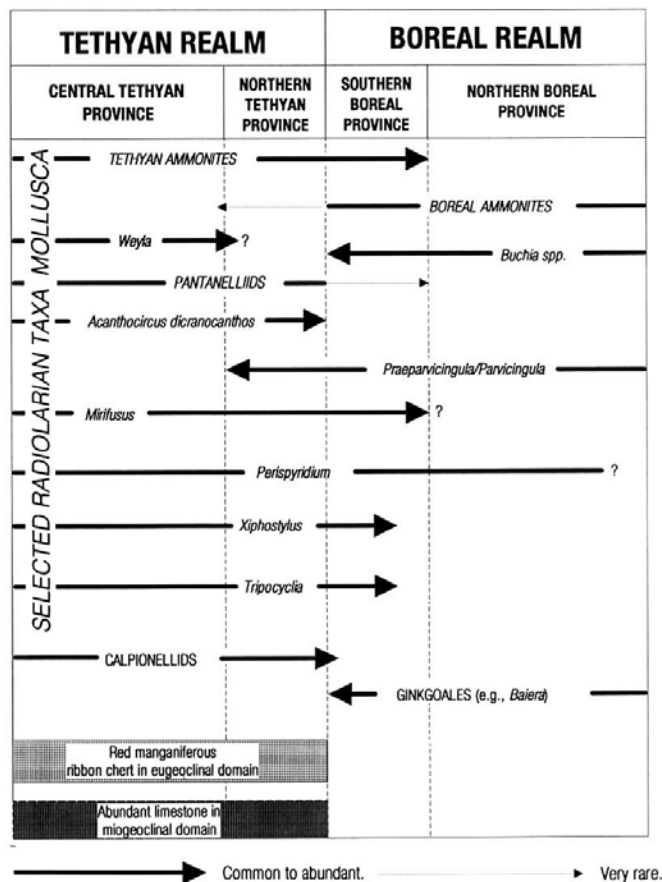 TETHYAN REALM
BOREAL REALM
CENTRAL TETHYAN
PROVINCE
NORTHERN
TETHYAN
PROVINCE
SOUTHERN
BOREAL
PROVINCE
NORTHERN BOREAL
PROVINCE
SELECTED RADIOLARIAN TAXA MOLLUSCA
TETHYAN AMMONITES
BOREAL AMMONITES
Weyla ?
Buchia spp.
PANTANELLIIDS
Acanthocircus dicranocanthos
Praeparvicingula/Parvicingula
Mirifusus ?
Perispyridium ?
Xiphostylus
Tripocyclia
CALPIONELLIDS
GINKGOALES (e.g., Baiera)
Red manganiferous
ribbon chert in eugeoclinal domain
Abundant limestone in
miogeoclinal domain
Common to abundant. Very rare.